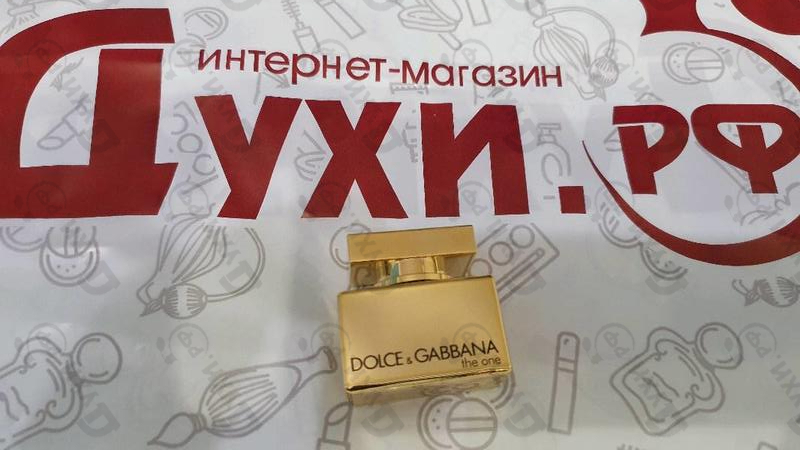 интернет-магазин
Духи.рф
DOLCE & GABBANA
the one